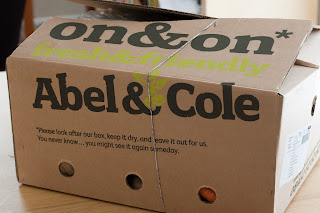 on&on*
fresh&friendly
Abel & Cole
*Please look after our box, keep it dry, and leave it out for us.
You never know... you might see it again someday.